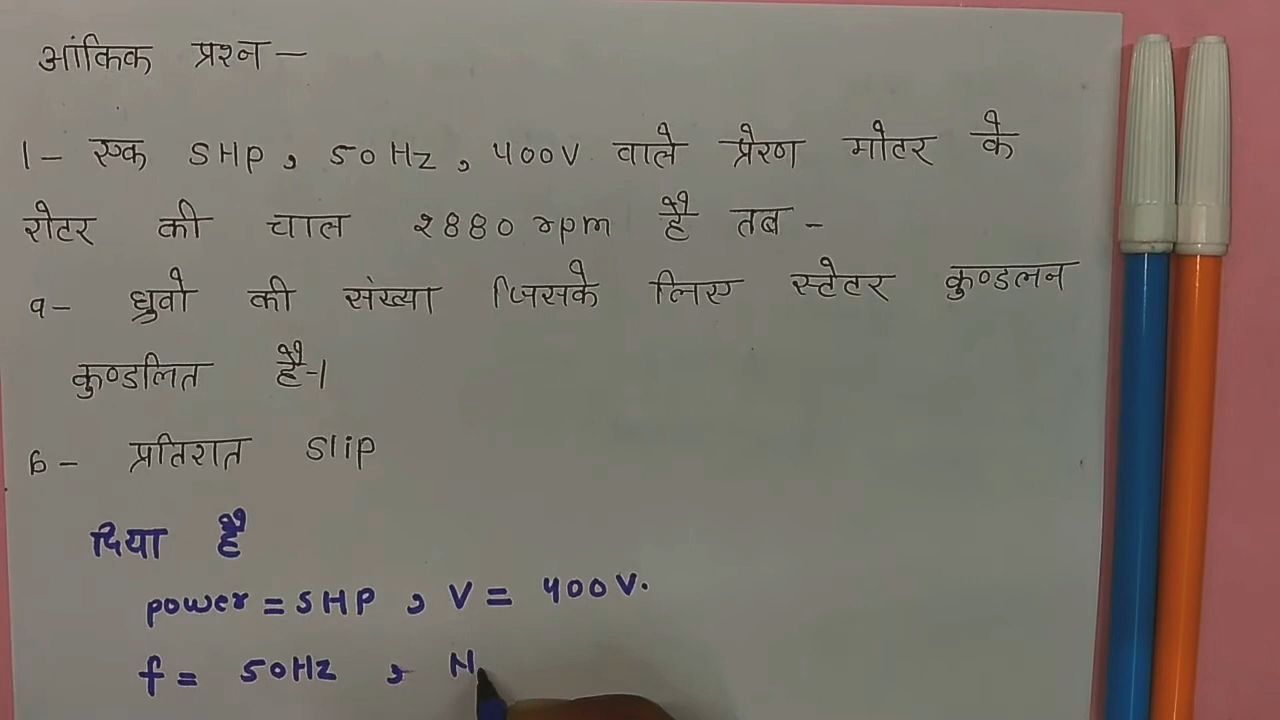 आंकिक प्रश्न –
1 – एक 5HP, 50Hz, 400V. वाले प्रेरण मोटर के
रोटर की चाल 2880 rpm है तब –
a – ध्रुवो की संख्या जिसके लिए स्टेटर कुण्डलन
कुण्डलित है।
b – प्रतिशत Slip
दिया है
power = 5HP, V = 400V.
f = 50Hz, N